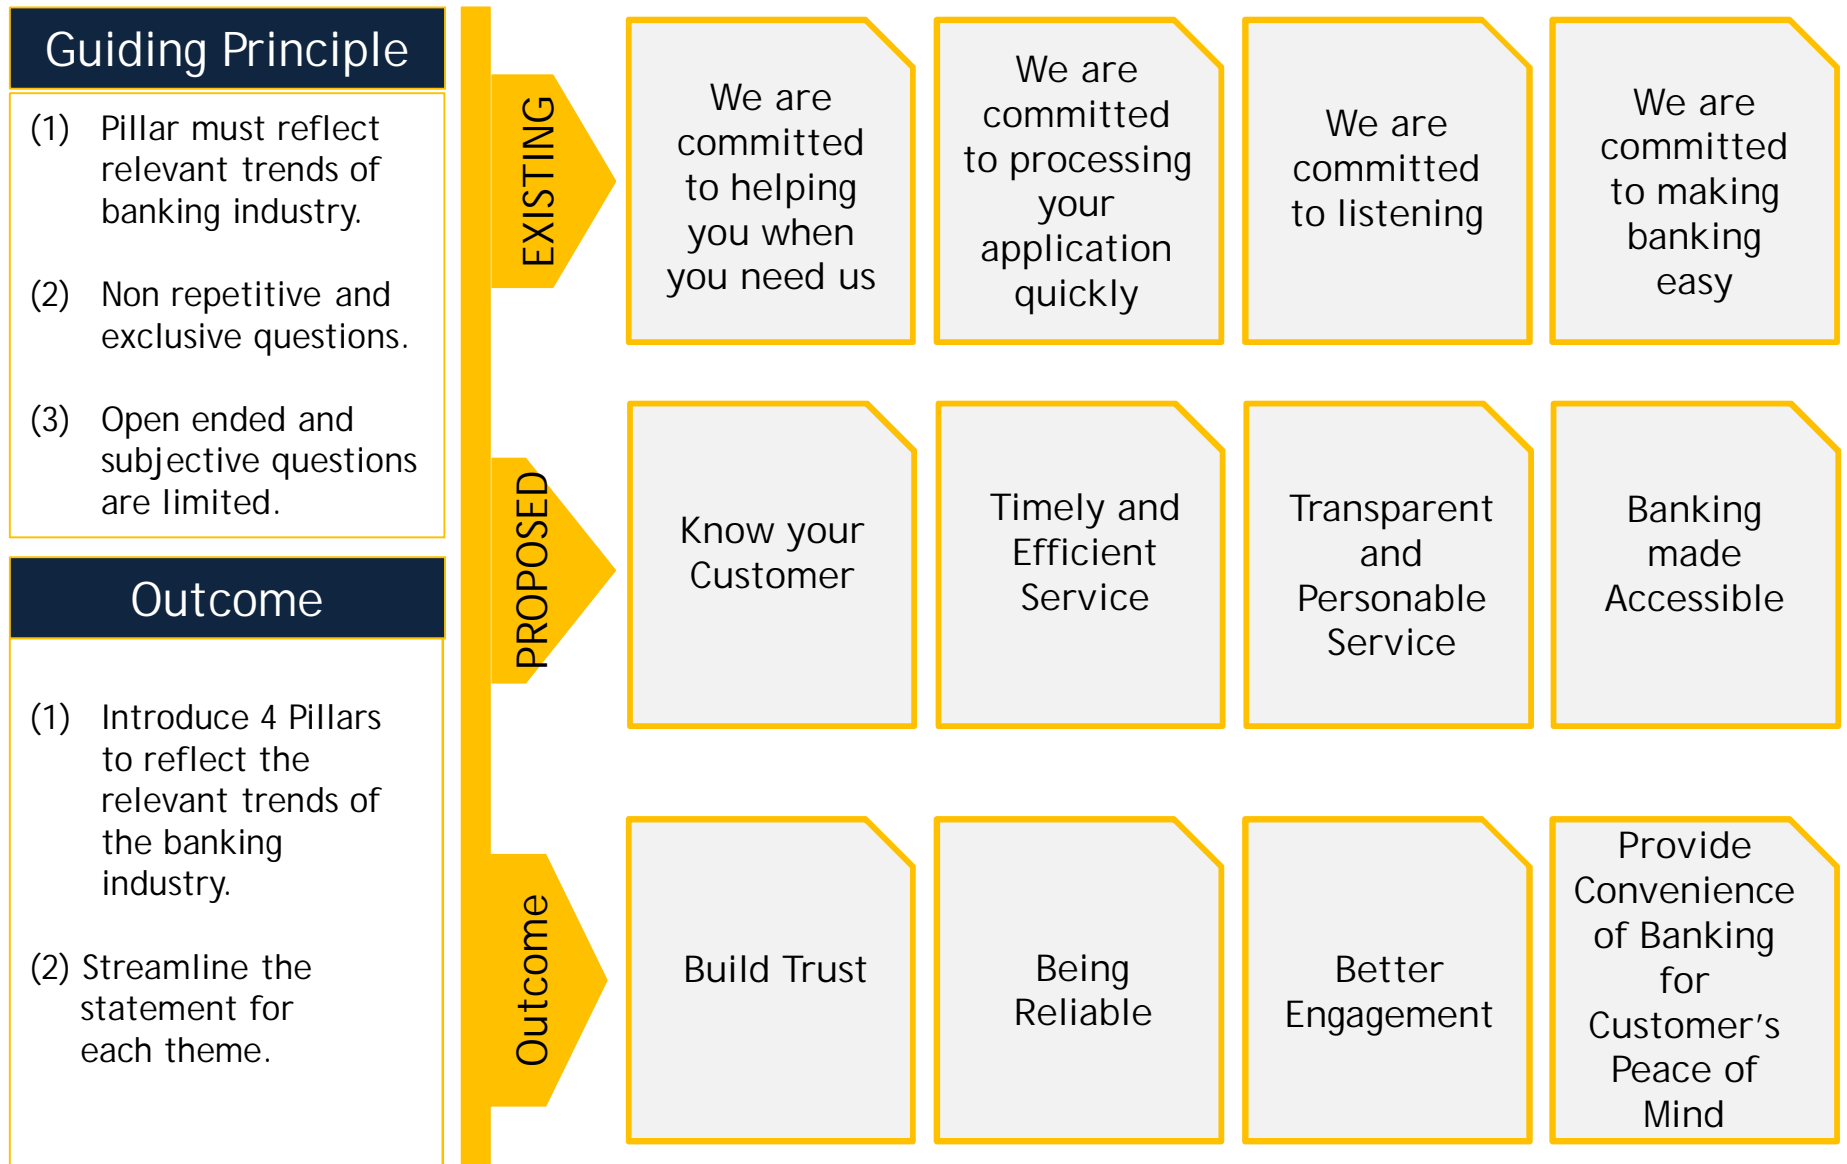 Guiding Principle
(1) Pillar must reflect
relevant trends of
banking industry.
(2) Non repetitive and
exclusive questions.
(3) Open ended and
subjective questions
are limited.
Outcome
(1) Introduce 4 Pillars
to reflect the
relevant trends of
the banking
industry.
(2) Streamline the
statement for
each theme.
EXISTING
We are
committed
to helping
you when
you need us
We are
committed
to processing
your
application
quickly
We are
committed
to listening
We are
committed
to making
banking
easy
PROPOSED
Know your
Customer
Timely and
Efficient
Service
Transparent
and
Personable
Service
Banking
made
Accessible
Outcome
Build Trust
Being
Reliable
Better
Engagement
Provide
Convenience
of Banking
for
Customer's
Peace of
Mind